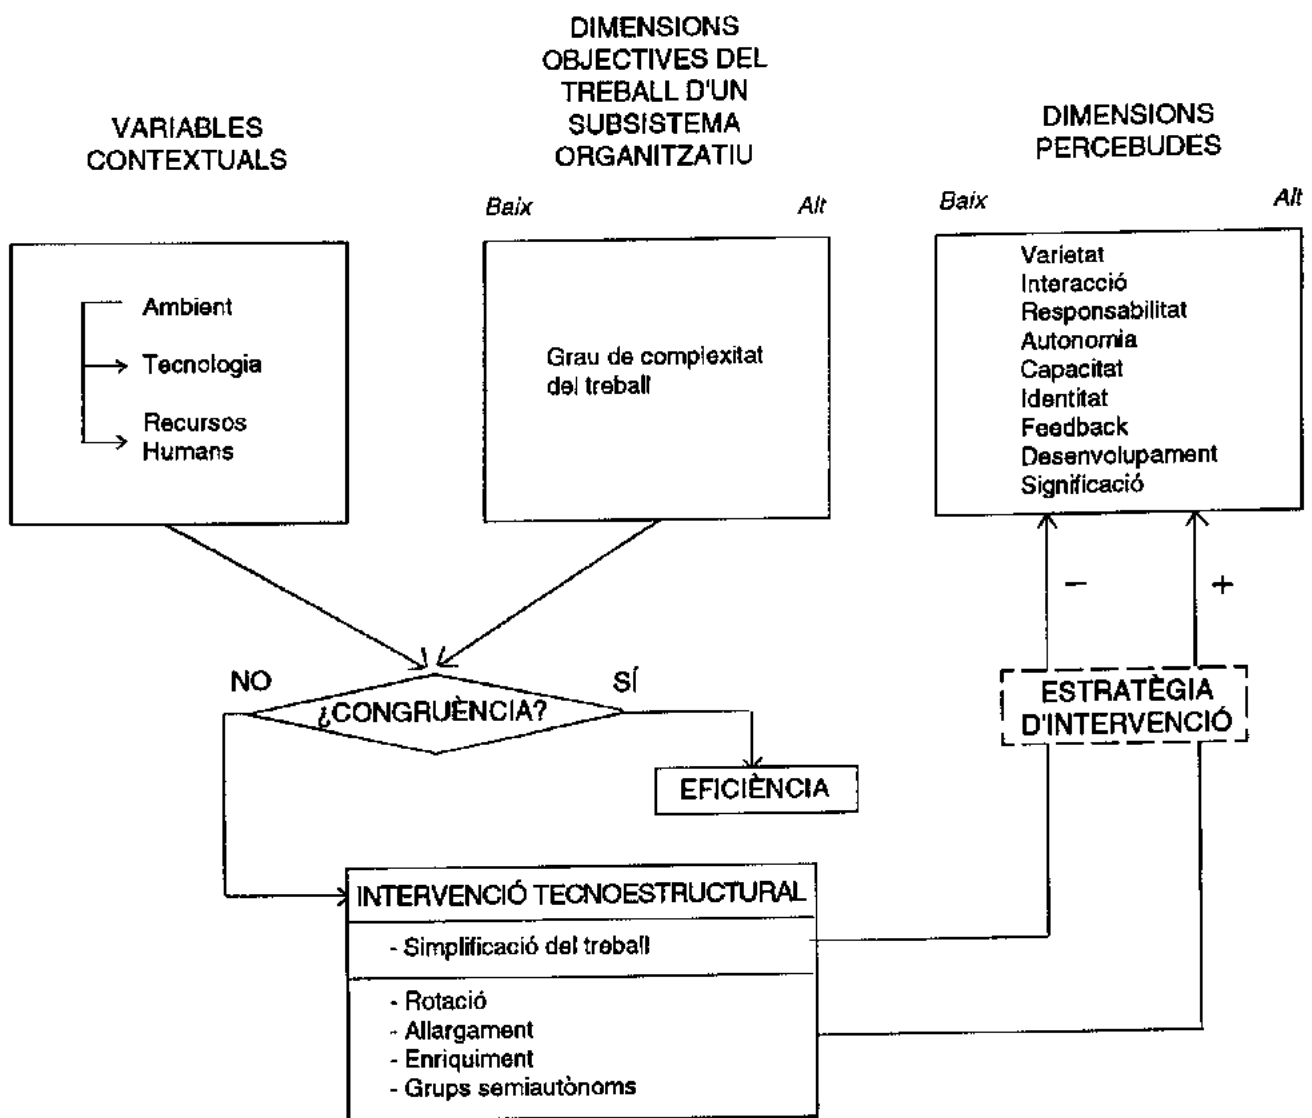 VARIABLES
CONTEXTUALS
DIMENSIONS
OBJECTIVES DEL
TREBALL D'UN
SUBSISTEMA
ORGANITZATIU
DIMENSIONS
PERCEBUDES
Baix
Alt
Baix
Alt
Ambient
Tecnologia
Recursos
Humans
Grau de complexitat
del treball
Varietat
Interacció
Responsabilitat
Autonomia
Capacitat
Identitat
Feedback
Desenvolupament
Significació
−
+
NO
¿CONGRUÈNCIA?
SÍ
ESTRATÈGIA
D'INTERVENCIÓ
EFICIÈNCIA
INTERVENCIÓ TECNOESTRUCTURAL
- Simplificació del treball
- Rotació
- Allargament
- Enriquiment
- Grups semiautònoms